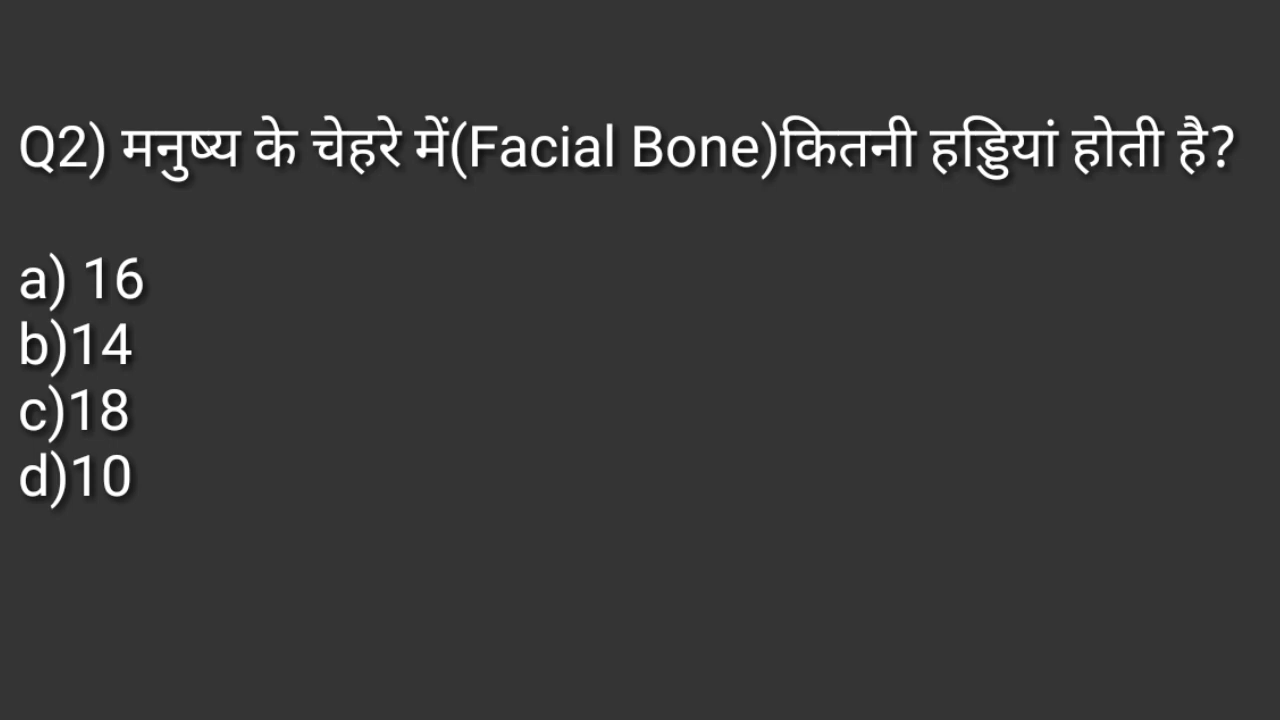 Q2) मनुष्य के चेहरे में(Facial Bone)कितनी हड्डियां होती है?
a) 16
b)14
c)18
d)10